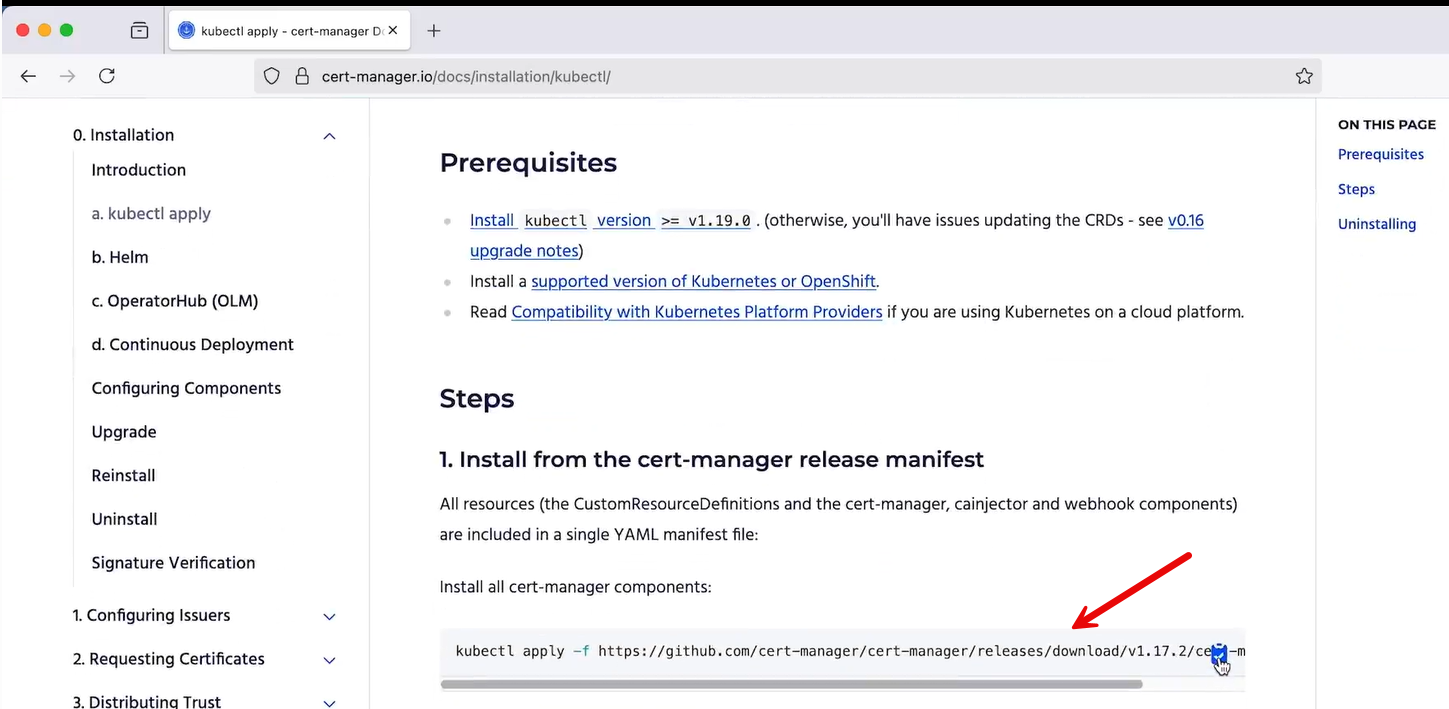 kubectl apply - cert-manager D
cert-manager.io/docs/installation/kubectl/
0. Installation
Introduction
a. kubectl apply
b. Helm
c. OperatorHub (OLM)
d. Continuous Deployment
Configuring Components
Upgrade
Reinstall
Uninstall
Signature Verification
1. Configuring Issuers
2. Requesting Certificates
3. Distributing Trust
Prerequisites
Install kubectl version >= v1.19.0 . (otherwise, you'll have issues updating the CRDs - see v0.16
upgrade notes)
Install a supported version of Kubernetes or OpenShift.
Read Compatibility with Kubernetes Platform Providers if you are using Kubernetes on a cloud platform.
Steps
1. Install from the cert-manager release manifest
All resources (the CustomResourceDefinitions and the cert-manager, cainjector and webhook components)
are included in a single YAML manifest file:
Install all cert-manager components:
kubectl apply -f https://github.com/cert-manager/cert-manager/releases/download/v1.17.2/ce
ON THIS PAGE
Prerequisites
Steps
Uninstalling